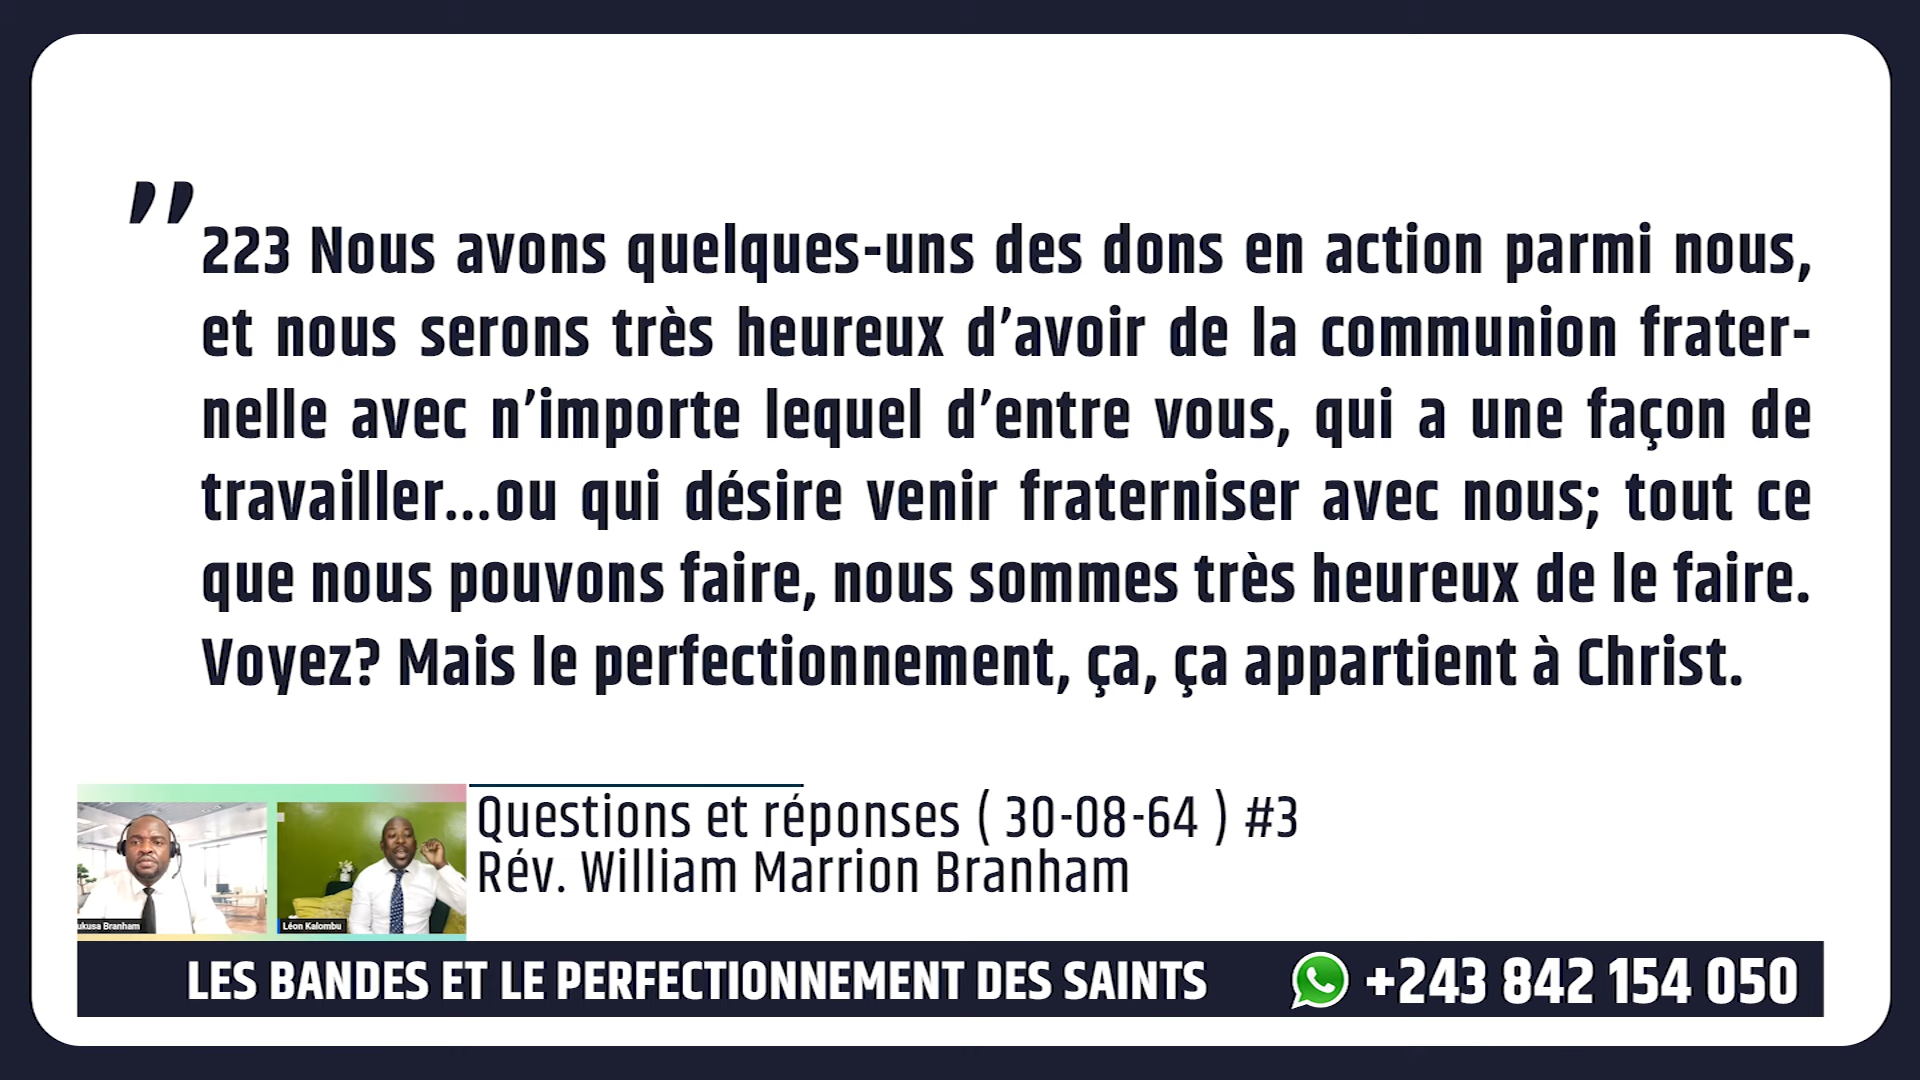 ”
223 Nous avons quelques-uns des dons en action parmi nous,
et nous serons très heureux d’avoir de la communion frater-
nelle avec n’importe lequel d’entre vous, qui a une façon de
travailler...ou qui désire venir fraterniser avec nous; tout ce
que nous pouvons faire, nous sommes très heureux de le faire.
Voyez? Mais le perfectionnement, ça, ça appartient à Christ.
Questions et réponses ( 30-08-64 ) #3
Rév. William Marrion Branham
ukusa Branham
Léon Kalombu
LES BANDES ET LE PERFECTIONNEMENT DES SAINTS
+243 842 154 050